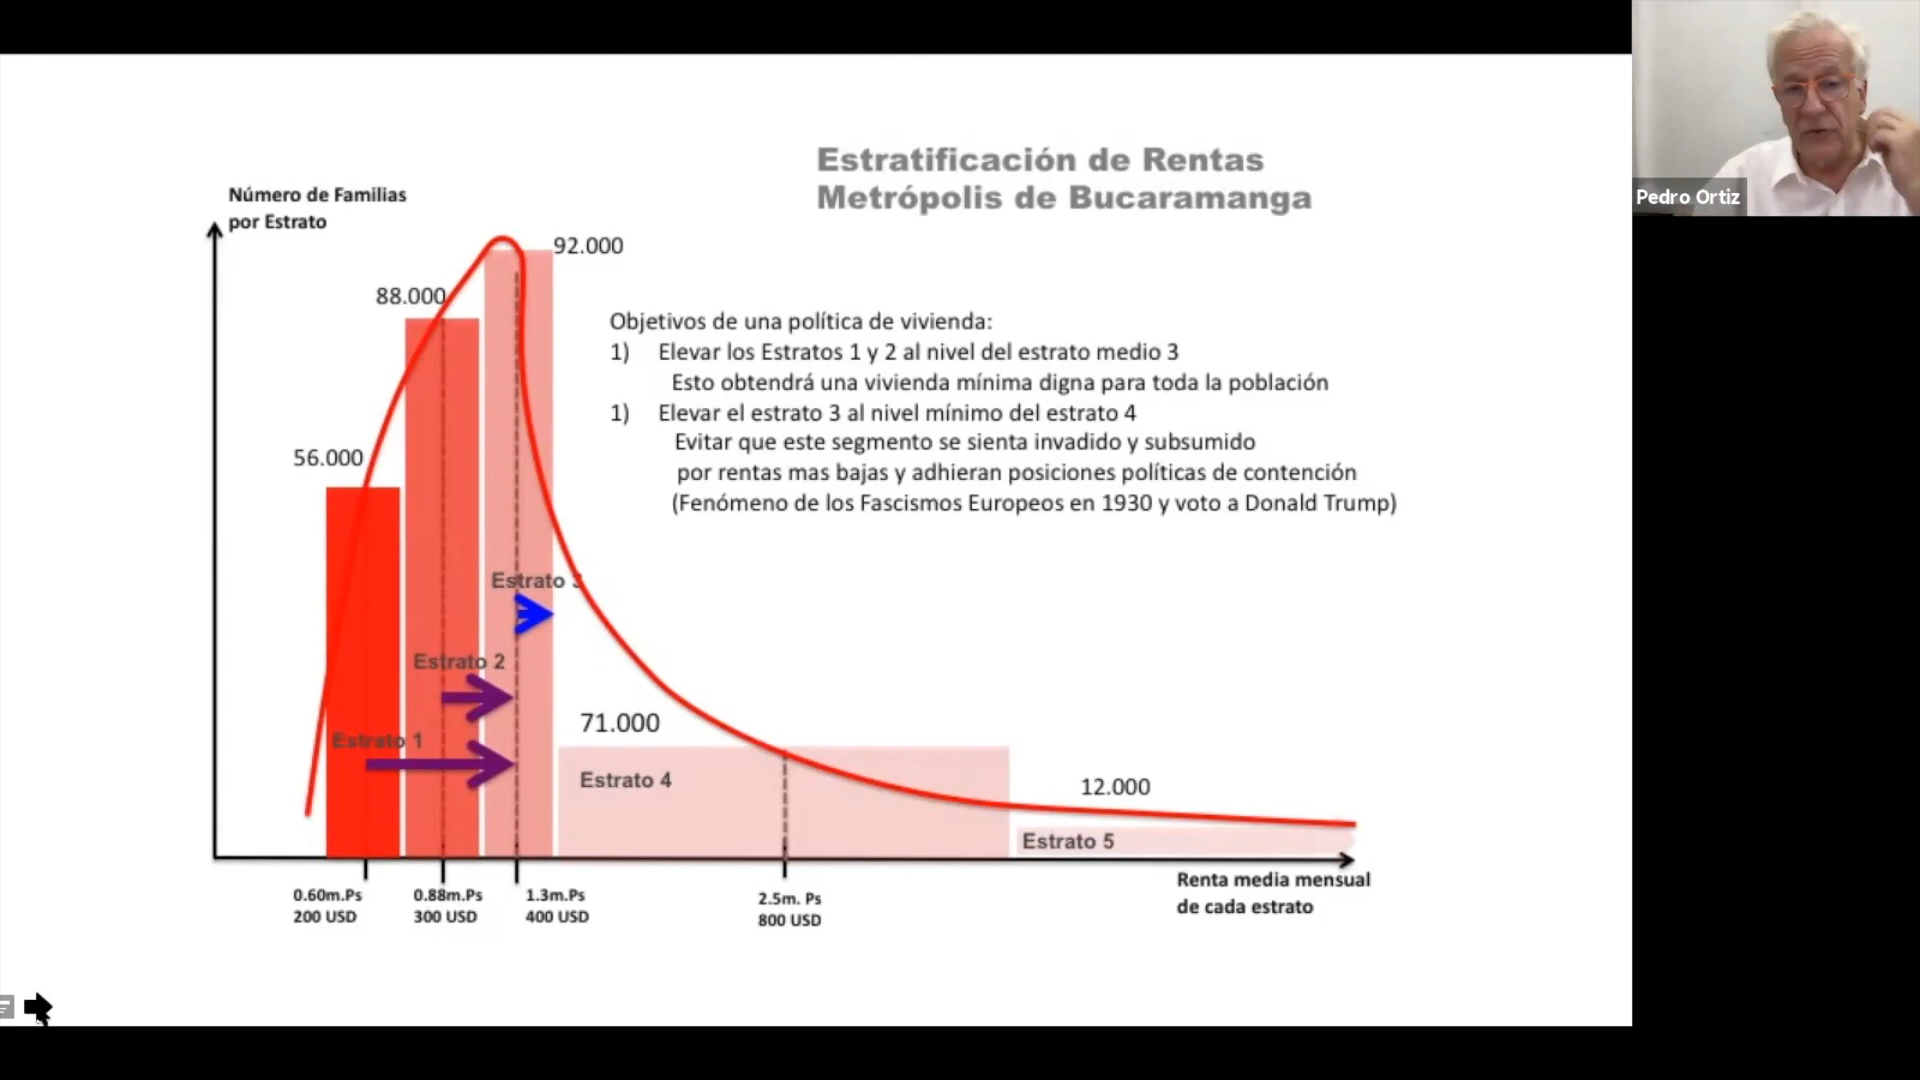 Estratificación de Rentas
Metrópolis de Bucaramanga
Pedro Ortiz
Número de Familias
por Estrato
92.000
88.000
56.000
Objetivos de una política de vivienda:
1) Elevar los Estratos 1 y 2 al nivel del estrato medio 3
Esto obtendrá una vivienda mínima digna para toda la población
1) Elevar el estrato 3 al nivel mínimo del estrato 4
Evitar que este segmento se sienta invadido y subsumido
por rentas mas bajas y adhieran posiciones políticas de contención
(Fenómeno de los Fascismos Europeos en 1930 y voto a Donald Trump)
Estrato 3
Estrato 2
Estrato 1
71.000
Estrato 4
12.000
Estrato 5
0.60m.Ps
200 USD
0.88m.Ps
300 USD
1.3m.Ps
400 USD
2.5m. Ps
800 USD
Renta media mensual
de cada estrato